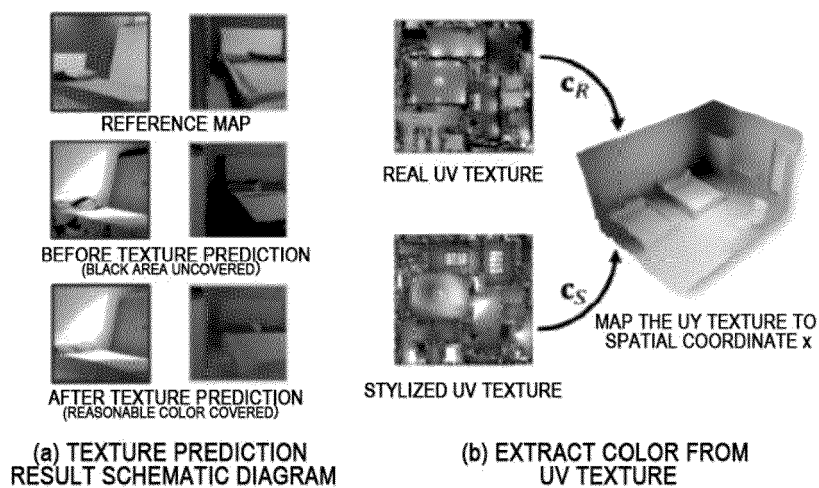 REFERENCE MAP
BEFORE TEXTURE PREDICTION
(BLACK AREA UNCOVERED)
AFTER TEXTURE PREDICTION
(REASONABLE COLOR COVERED)
(a) TEXTURE PREDICTION
RESULT SCHEMATIC DIAGRAM
REAL UV TEXTURE
c_R
STYLIZED UV TEXTURE
c_S
MAP THE UY TEXTURE TO
SPATIAL COORDINATE x
(b) EXTRACT COLOR FROM
UV TEXTURE